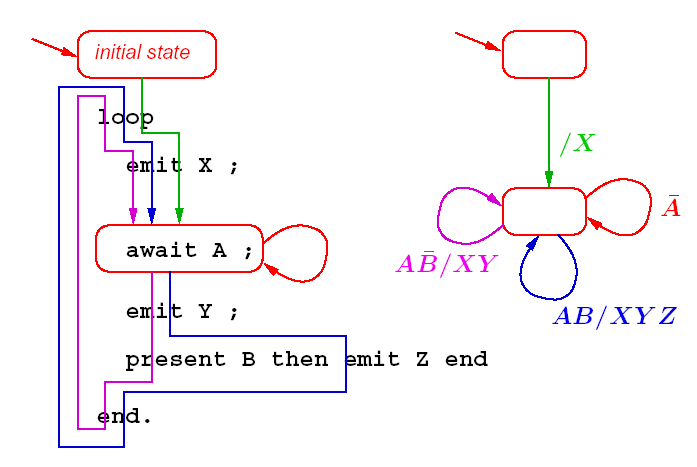 initial state
loop
emit X ;
await A ;
emit Y ;
present B then emit Z end
end.
/X
Ā
AB̄/XY
AB/XYZ